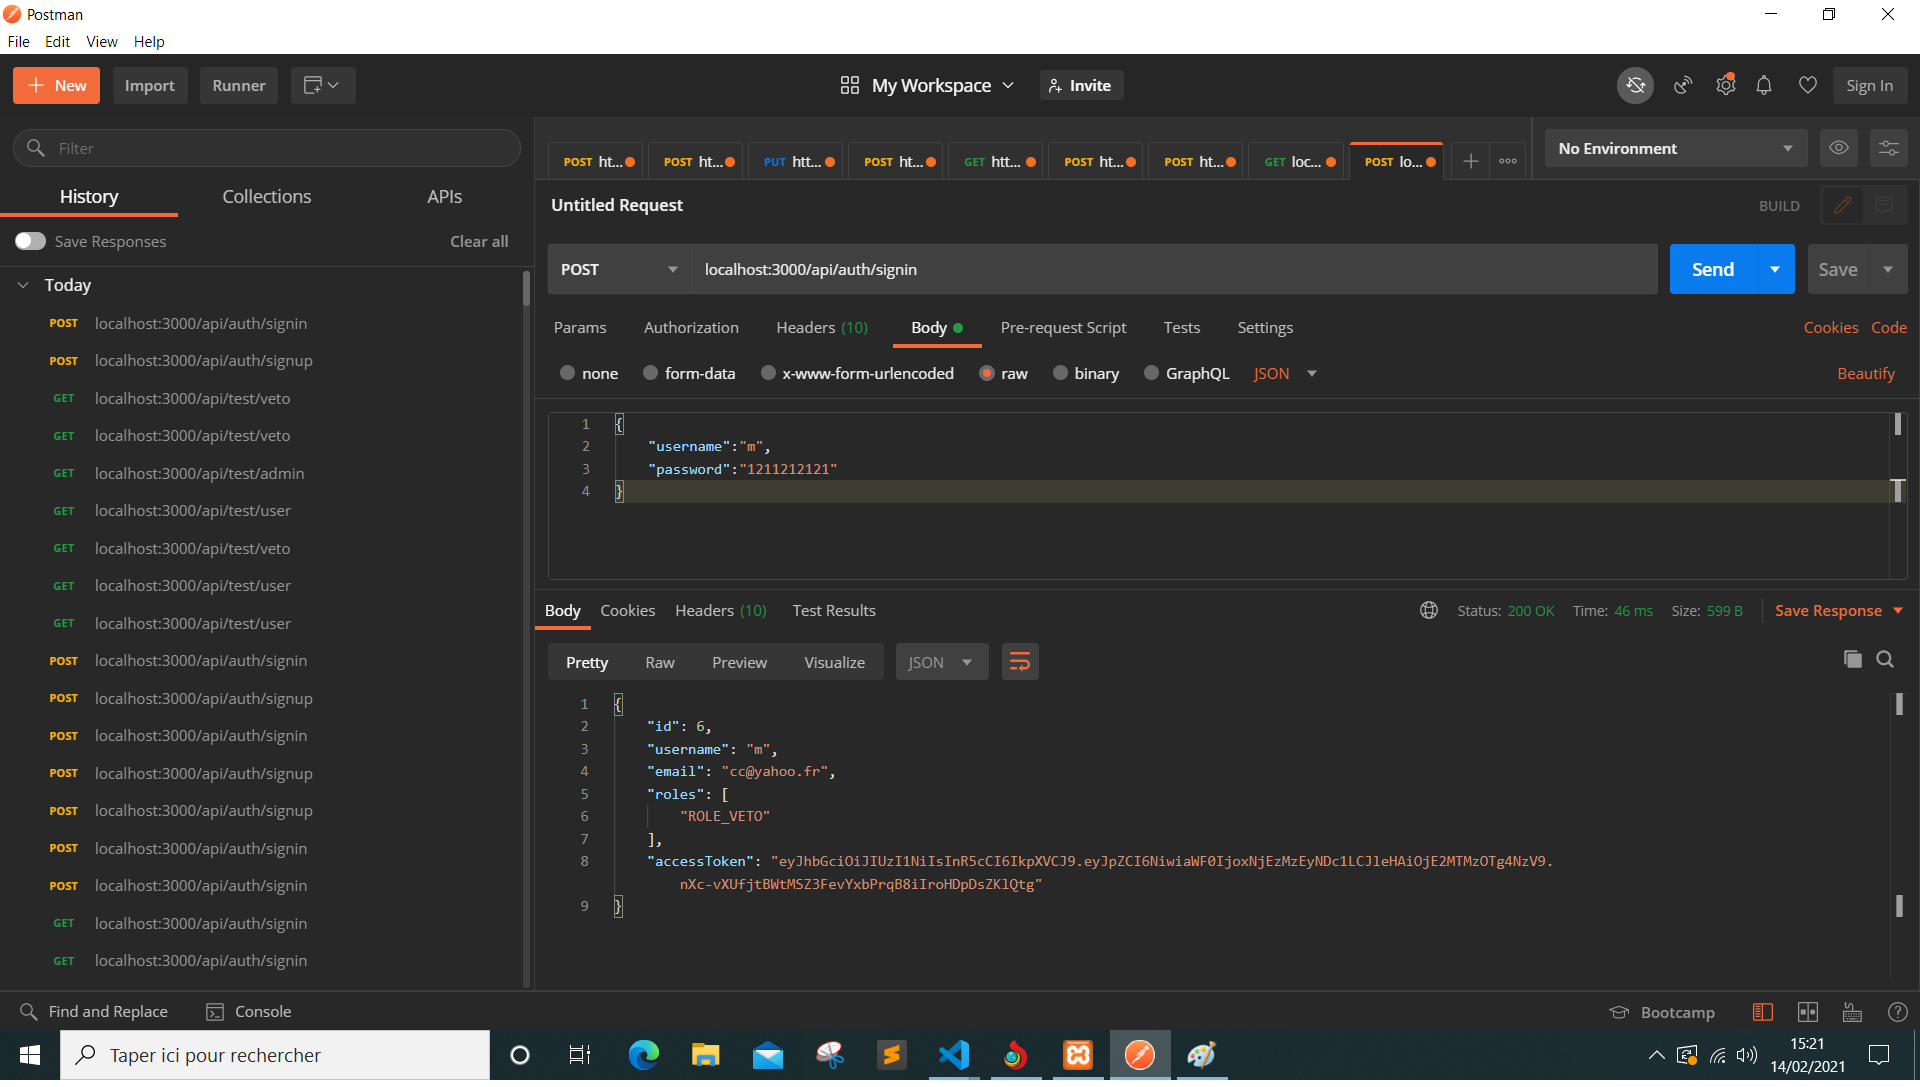 Postman
File Edit View Help
New Import Runner My Workspace Invite Sign In
Filter
History Collections APIs
Save Responses Clear all
Today
POST localhost:3000/api/auth/signin
POST localhost:3000/api/auth/signup
GET localhost:3000/api/test/veto
GET localhost:3000/api/test/veto
GET localhost:3000/api/test/admin
GET localhost:3000/api/test/user
GET localhost:3000/api/test/veto
GET localhost:3000/api/test/user
GET localhost:3000/api/test/user
POST localhost:3000/api/auth/signin
POST localhost:3000/api/auth/signup
POST localhost:3000/api/auth/signin
POST localhost:3000/api/auth/signup
POST localhost:3000/api/auth/signup
POST localhost:3000/api/auth/signin
POST localhost:3000/api/auth/signin
GET localhost:3000/api/auth/signin
GET localhost:3000/api/auth/signin
POST ht... POST ht... PUT htt... POST ht... GET htt... POST ht... POST ht... GET loc... POST lo... No Environment
Untitled Request BUILD
POST localhost:3000/api/auth/signin Send Save
Params Authorization Headers (10) Body Pre-request Script Tests Settings Cookies Code
none form-data x-www-form-urlencoded raw binary GraphQL JSON Beautify
1 {
2 "username":"m",
3 "password":"1211212121"
4 }
Body Cookies Headers (10) Test Results Status: 200 OK Time: 46 ms Size: 599 B Save Response
Pretty Raw Preview Visualize JSON
1 {
2 "id": 6,
3 "username": "m",
4 "email": "cc@yahoo.fr",
5 "roles": [
6 "ROLE_VETO"
7 ],
8 "accessToken": "eyJhbGciOiJIUzI1NiIsInR5cCI6IkpXVCJ9.eyJpZCI6NiwiaWF0IjoxNjEzMzEyNDc1LCJleHAiOjE2MTMzOTg4NzV9.
nXc-vXUfjtBWtMSZ3FevYxbPrqB8iIroHDpDsZKlQtg"
9 }
Find and Replace Console Bootcamp
Taper ici pour rechercher
15:21
14/02/2021